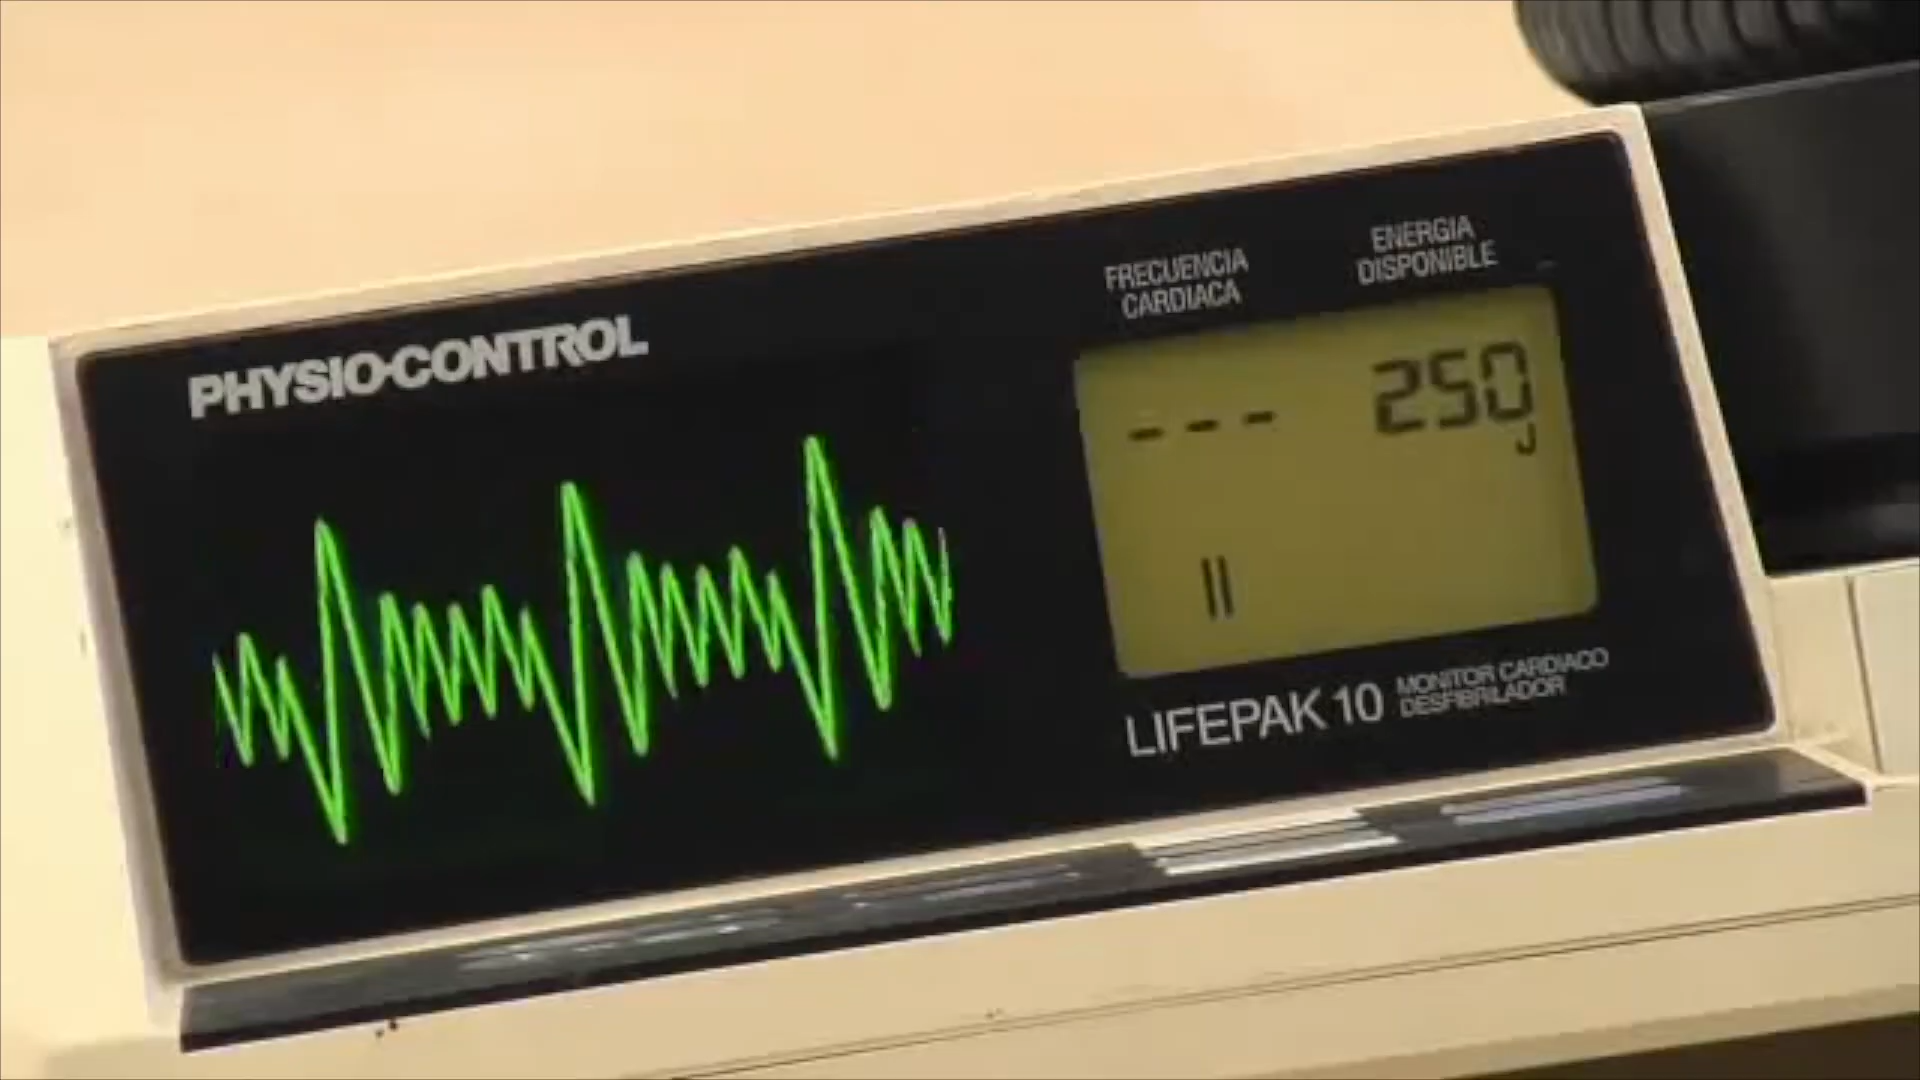 PHYSIO-CONTROL
FRECUENCIA
CARDIACA
ENERGIA
DISPONIBLE
--- 250
J
II
LIFEPAK 10 MONITOR CARDIACO
DESFIBRILADOR